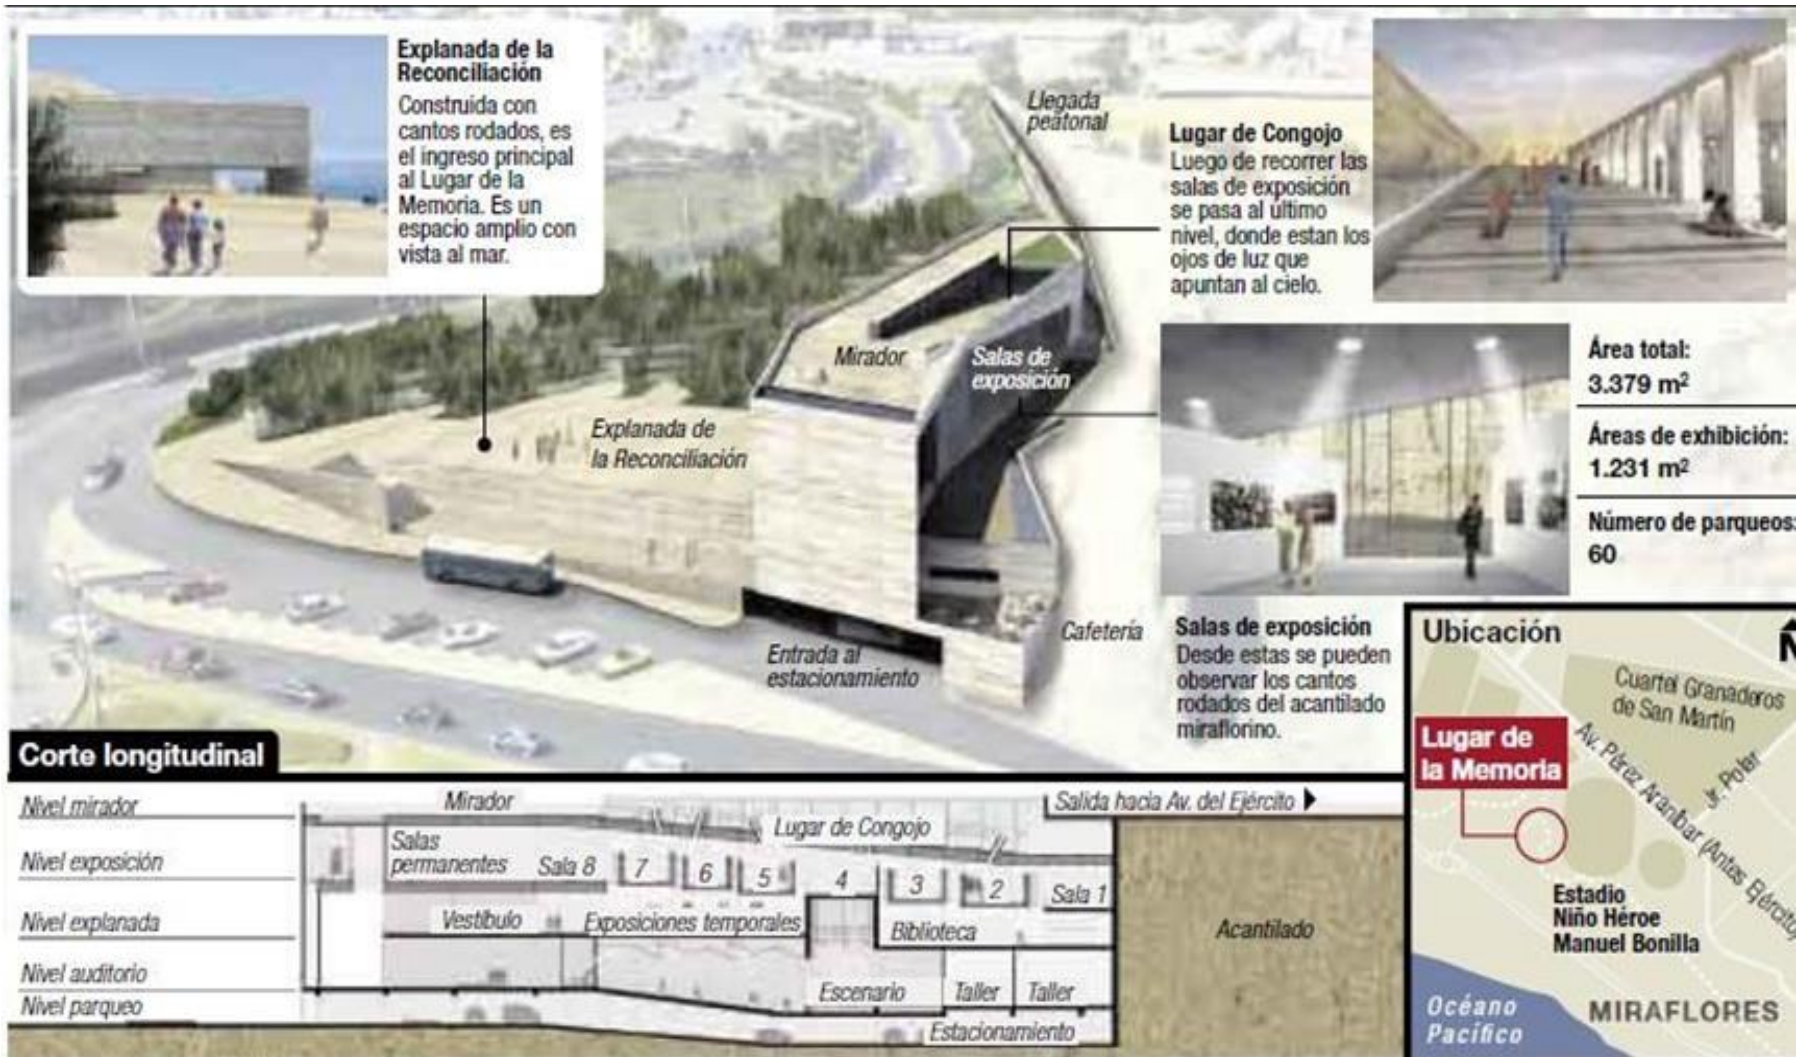 Explanada de la
Reconciliación
Construida con
cantos rodados, es
el ingreso principal
al Lugar de la
Memoria. Es un
espacio amplio con
vista al mar.
Llegada
peatonal
Lugar de Congojo
Luego de recorrer las
salas de exposición
se pasa al último
nivel, donde estan los
ojos de luz que
apuntan al cielo.
Mirador
Salas de
exposición
Explanada de
la Reconciliación
Área total:
3.379 m²
Áreas de exhibición:
1.231 m²
Número de parqueos:
60
Cafetería
Entrada al
estacionamiento
Salas de exposición
Desde estas se pueden
observar los cantos
rodados del acantilado
miraflorino.
Ubicación
N
Cuartel Granaderos
de San Martín
Lugar de
la Memoria
Av. Pérez Araníbar (Antes Ejército)
Jr. Polar
Estadio
Niño Héroe
Manuel Bonilla
Océano
Pacífico
MIRAFLORES
Corte longitudinal
Nivel mirador
Nivel exposición
Nivel explanada
Nivel auditorio
Nivel parqueo
Mirador
Salida hacia Av. del Ejército
Lugar de Congojo
Salas
permanentes
Sala 8
7
6
5
4
3
2
Sala 1
Vestíbulo
Exposiciones temporales
Biblioteca
Acantilado
Escenario
Taller
Taller
Estacionamiento